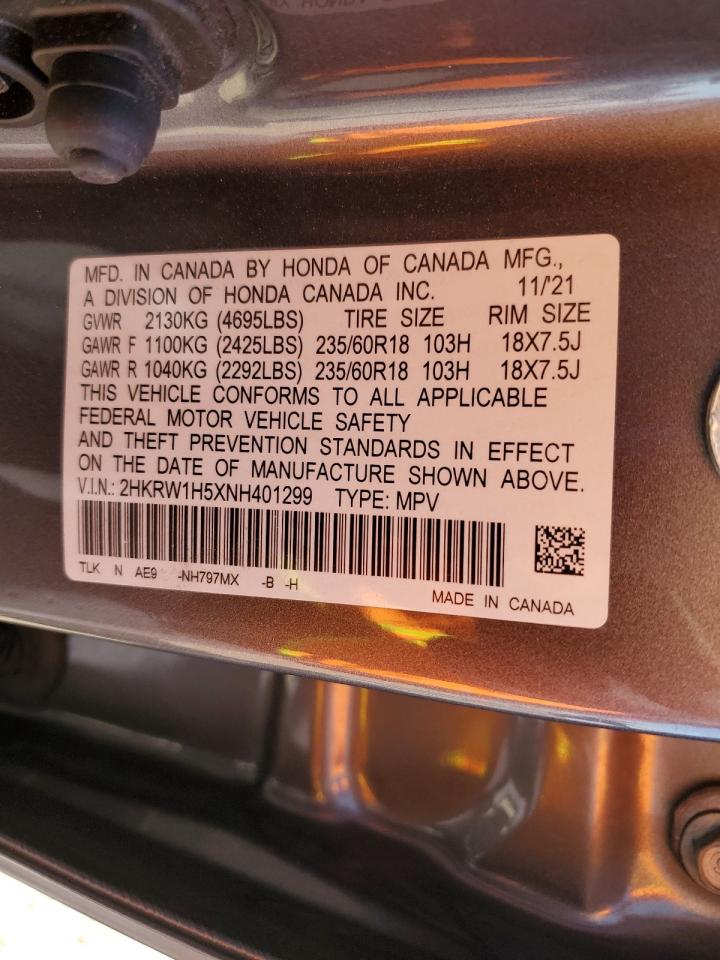 MFD. IN CANADA BY HONDA OF CANADA MFG.,
A DIVISION OF HONDA CANADA INC. 11/'21
GVWR 2130KG (4695LBS) TIRE SIZE RIM SIZE
GAWR F 1100KG (2425LBS) 235/60R18 103H 18X7.5J
GAWR R 1040KG (2292LBS) 235/60R18 103H 18X7.5J
THIS VEHICLE CONFORMS TO ALL APPLICABLE
FEDERAL MOTOR VEHICLE SAFETY
AND THEFT PREVENTION STANDARDS IN EFFECT
ON THE DATE OF MANUFACTURE SHOWN ABOVE.
V.I.N.: 2HKRW1H5XNH401299 TYPE: MPV
TLK N AE9 -NH797MX -B -H
MADE IN CANADA